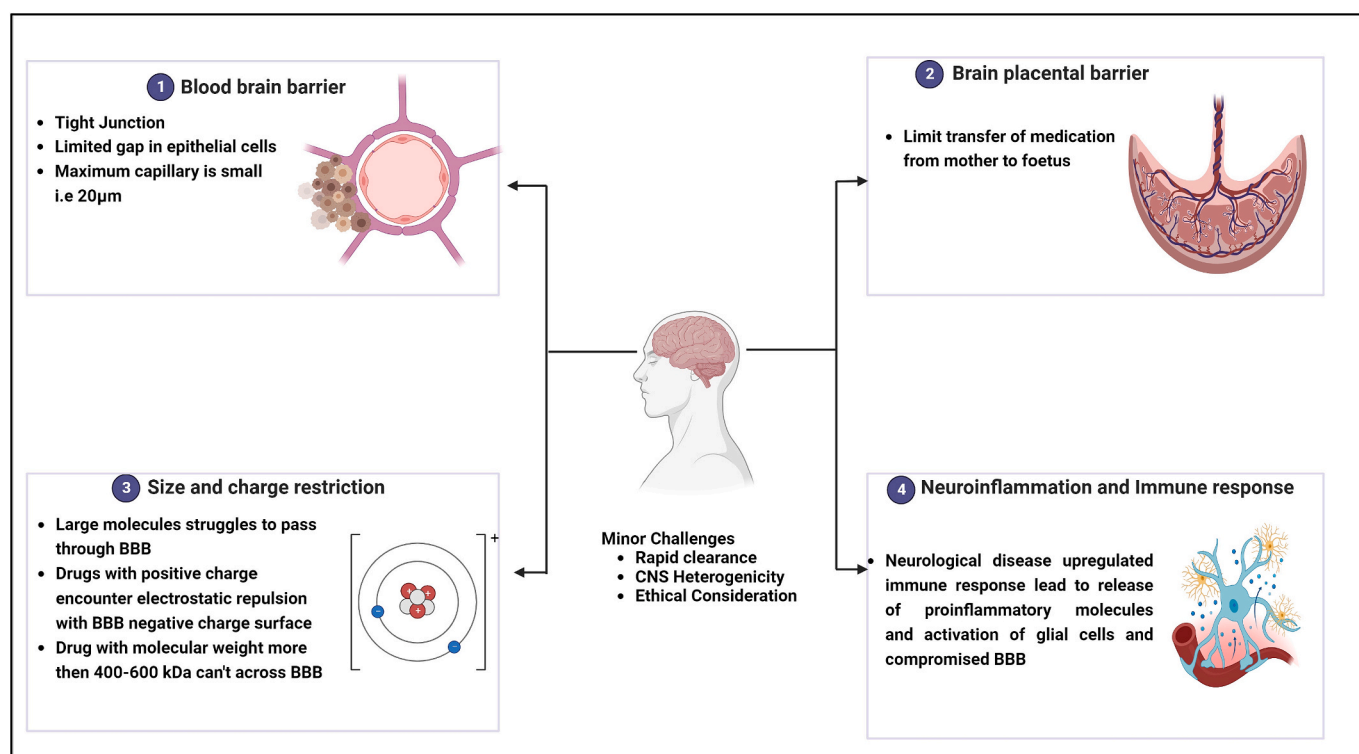 1 Blood brain barrier
• Tight Junction
• Limited gap in epithelial cells
• Maximum capillary is small
i.e 20µm
2 Brain placental barrier
• Limit transfer of medication
from mother to foetus
3 Size and charge restriction
• Large molecules struggles to pass
through BBB
• Drugs with positive charge
encounter electrostatic repulsion
with BBB negative charge surface
• Drug with molecular weight more
then 400-600 kDa can't across BBB
+
+
+
+
−
−
Minor Challenges
• Rapid clearance
• CNS Heterogenicity
• Ethical Consideration
4 Neuroinflammation and Immune response
• Neurological disease upregulated
immune response lead to release
of proinflammatory molecules
and activation of glial cells and
compromised BBB